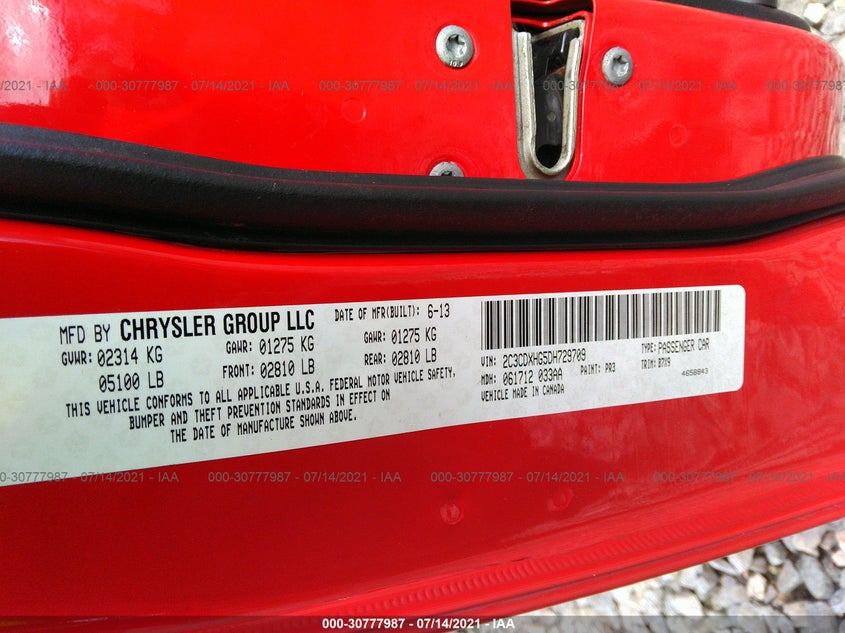 000-30777987 - 07/14/2021 - IAA
MFD BY CHRYSLER GROUP LLC
DATE OF MFR(BUILT): 6-13
GVWR: 02314 KG
GAWR: 01275 KG
GAWR: 01275 KG
05100 LB
FRONT: 02810 LB
REAR: 02810 LB
THIS VEHICLE CONFORMS TO ALL APPLICABLE U.S.A. FEDERAL MOTOR VEHICLE SAFETY,
BUMPER AND THEFT PREVENTION STANDARDS IN EFFECT ON
THE DATE OF MANUFACTURE SHOWN ABOVE.
VIN: 2C3CDXHG5DH729709
TYPE: PASSENGER CAR
MDH: 061712 033AA
PAINT: PR3
TRIM: B7X9
VEHICLE MADE IN CANADA
4658843
000-30777987 - 07/14/2021 - IAA
000-30777987 - 07/14/2021 - IAA